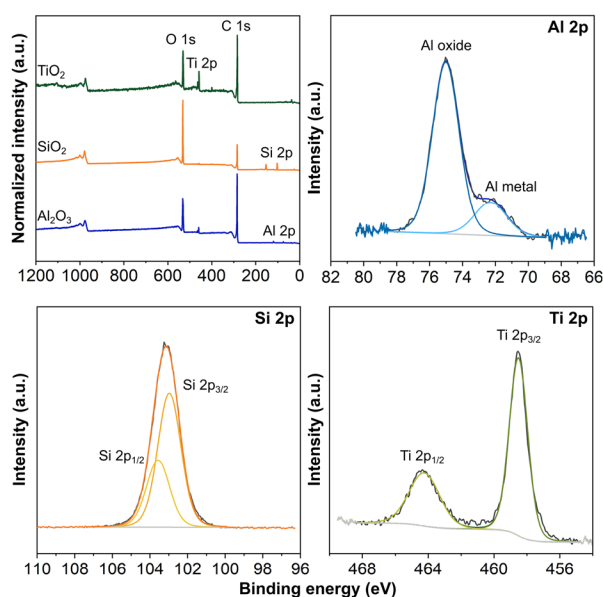 Normalized intensity (a.u.)
TiO₂
SiO₂
Al₂O₃
O 1s
Ti 2p
C 1s
Si 2p
Al 2p
1200 1000 800 600 400 200 0
Al 2p
Intensity (a.u.)
Al oxide
Al metal
82 80 78 76 74 72 70 68 66
Si 2p
Intensity (a.u.)
Si 2p₃/₂
Si 2p₁/₂
110 108 106 104 102 100 98 96
Ti 2p
Intensity (a.u.)
Ti 2p₃/₂
Ti 2p₁/₂
468 464 460 456
Binding energy (eV)